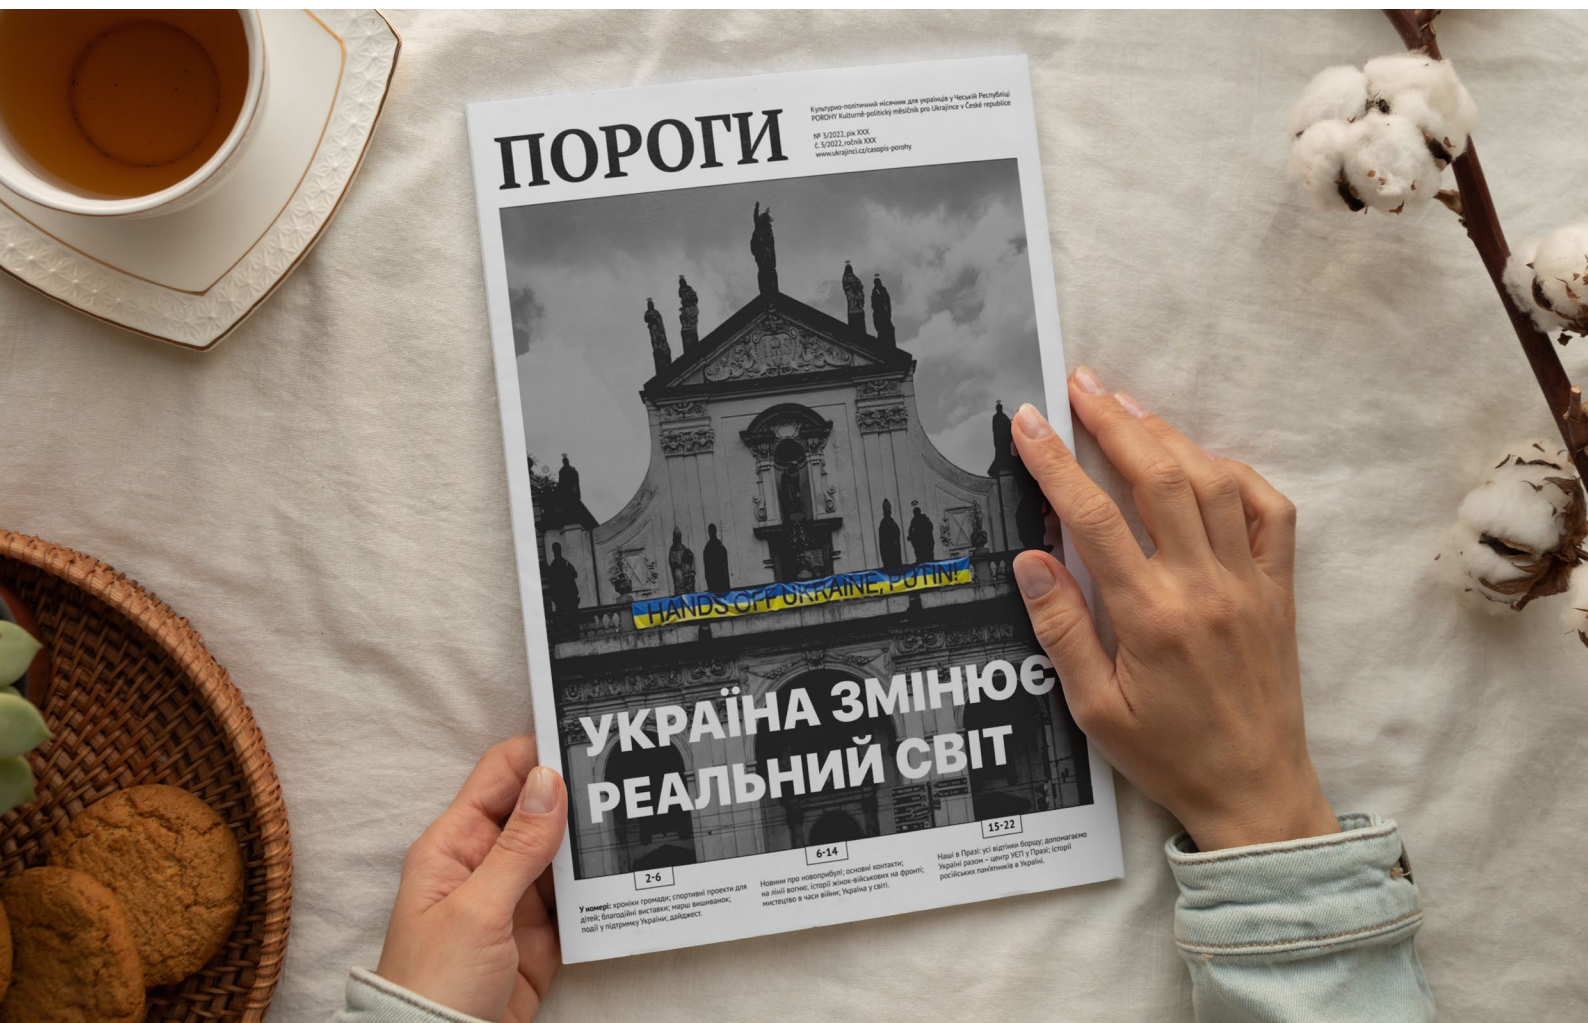 ПОРОГИ
Культурно-політичний місячник для українців у Чеській Республіці
POROHY Kulturně-politický měsíčník pro Ukrajince v České republice
№ 3/2022, рік XXX
č. 3/2022, ročník XXX
www.ukrajinci.cz/casopis-porohy
HANDS OFF UKRAINE, PUTIN!
УКРАЇНА ЗМІНЮЄ
РЕАЛЬНИЙ СВІТ
2-6
У номері: хроніки громади; спортивні проекти для
дітей; благодійні виставки; марш вишиванок;
події у підтримку України; дайджест.
6-14
Новини про новоприбулі; основні контакти;
на лінії вогню; історії жінок-військових на фронті;
мистецтво в часи війни; Україна у світі.
15-22
Наші в Празі: усі відтінки борщу; допомагаємо
Україні разом – центр УЄП у Празі; історії
російських пам'ятників в Україні.